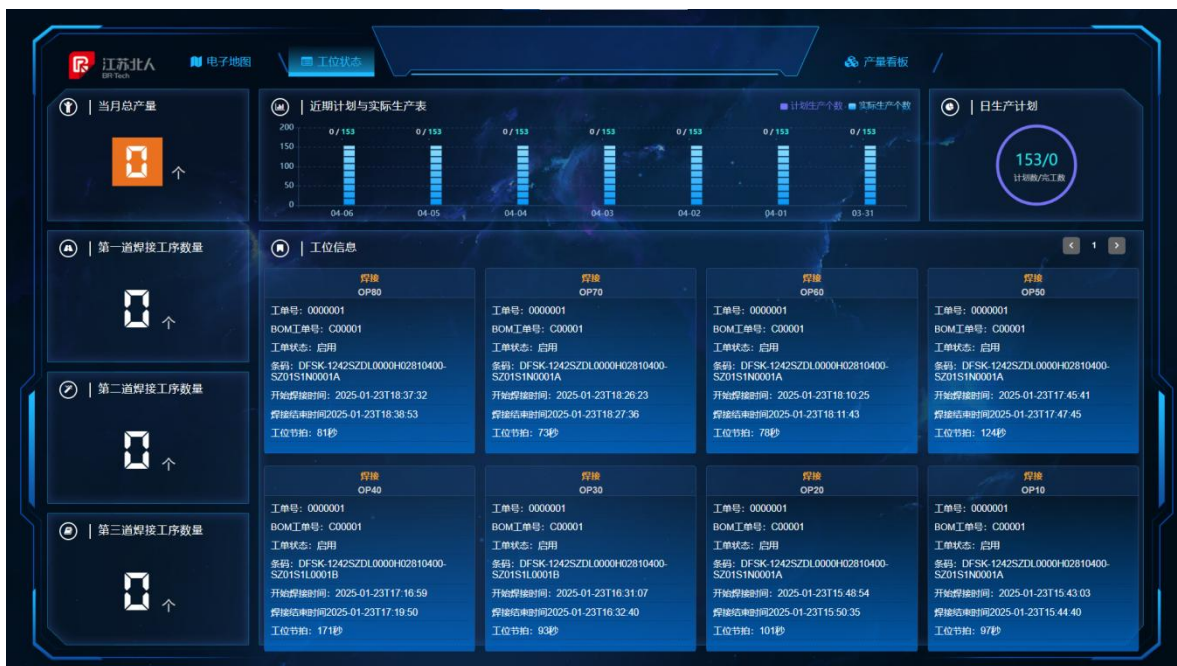 江苏北人
BR-Tech
电子地图
工位状态
产量看板
当月总产量
0 个
近期计划与实际生产表
计划生产个数 实际生产个数
200
150
100
50
0
0 / 153 0 / 153 0 / 153 0 / 153 0 / 153 0 / 153 0 / 153
04-06 04-05 04-04 04-03 04-02 04-01 03-31
日生产计划
153/0
计划数/完工数
第一道焊接工序数量
0 个
第二道焊接工序数量
0 个
第三道焊接工序数量
0 个
工位信息
1
焊接
OP80
工单号：0000001
BOM工单号：C00001
工单状态：启用
条码：DFSK-1242SZDL0000H02810400-
SZ01S1N0001A
开始焊接时间：2025-01-23T18:37:32
焊接结束时间2025-01-23T18:38:53
工位节拍：81秒
焊接
OP70
工单号：0000001
BOM工单号：C00001
工单状态：启用
条码：DFSK-1242SZDL0000H02810400-
SZ01S1N0001A
开始焊接时间：2025-01-23T18:26:23
焊接结束时间2025-01-23T18:27:36
工位节拍：73秒
焊接
OP60
工单号：0000001
BOM工单号：C00001
工单状态：启用
条码：DFSK-1242SZDL0000H02810400-
SZ01S1N0001A
开始焊接时间：2025-01-23T18:10:25
焊接结束时间2025-01-23T18:11:43
工位节拍：78秒
焊接
OP50
工单号：0000001
BOM工单号：C00001
工单状态：启用
条码：DFSK-1242SZDL0000H02810400-
SZ01S1N0001A
开始焊接时间：2025-01-23T17:45:41
焊接结束时间2025-01-23T17:47:45
工位节拍：124秒
焊接
OP40
工单号：0000001
BOM工单号：C00001
工单状态：启用
条码：DFSK-1242SZDL0000H02810400-
SZ01S1L0001B
开始焊接时间：2025-01-23T17:16:59
焊接结束时间2025-01-23T17:19:50
工位节拍：171秒
焊接
OP30
工单号：0000001
BOM工单号：C00001
工单状态：启用
条码：DFSK-1242SZDL0000H02810400-
SZ01S1L0001B
开始焊接时间：2025-01-23T16:31:07
焊接结束时间2025-01-23T16:32:40
工位节拍：93秒
焊接
OP20
工单号：0000001
BOM工单号：C00001
工单状态：启用
条码：DFSK-1242SZDL0000H02810400-
SZ01S1N0001A
开始焊接时间：2025-01-23T15:48:54
焊接结束时间2025-01-23T15:50:35
工位节拍：101秒
焊接
OP10
工单号：0000001
BOM工单号：C00001
工单状态：启用
条码：DFSK-1242SZDL0000H02810400-
SZ01S1N0001A
开始焊接时间：2025-01-23T15:43:03
焊接结束时间2025-01-23T15:44:40
工位节拍：97秒